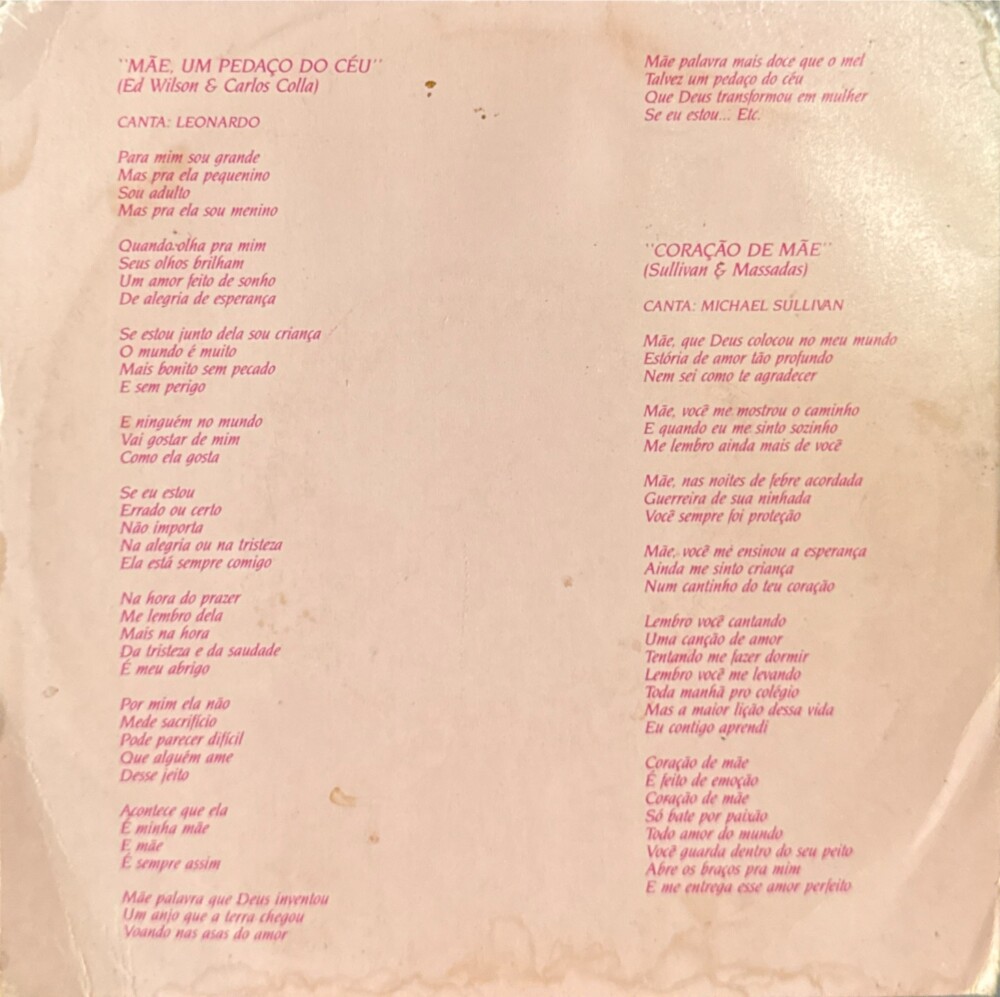 "MÃE, UM PEDAÇO DO CÉU"
(Ed Wilson & Carlos Colla)
CANTA: LEONARDO
Para mim sou grande
Mas pra ela pequenino
Sou adulto
Mas pra ela sou menino
Quando olha pra mim
Seus olhos brilham
Um amor feito de sonho
De alegria de esperança
Se estou junto dela sou criança
O mundo é muito
Mais bonito sem pecado
E sem perigo
E ninguém no mundo
Vai gostar de mim
Como ela gosta
Se eu estou
Errado ou certo
Não importa
Na alegria ou na tristeza
Ela está sempre comigo
Na hora do prazer
Me lembro dela
Mais na hora
Da tristeza e da saudade
É meu abrigo
Por mim ela não
Mede sacrifício
Pode parecer difícil
Que alguém ame
Desse jeito
Acontece que ela
É minha mãe
E mãe
É sempre assim
Mãe palavra que Deus inventou
Um anjo que a terra chegou
Voando nas asas do amor
Mãe palavra mais doce que o mel
Talvez um pedaço do céu
Que Deus transformou em mulher
Se eu estou... Etc.
"CORAÇÃO DE MÃE"
(Sullivan & Massadas)
CANTA: MICHAEL SULLIVAN
Mãe, que Deus colocou no meu mundo
Estória de amor tão profundo
Nem sei como te agradecer
Mãe, você me mostrou o caminho
E quando eu me sinto sozinho
Me lembro ainda mais de você
Mãe, nas noites de febre acordada
Guerreira de sua ninhada
Você sempre foi proteção
Mãe, você me ensinou a esperança
Ainda me sinto criança
Num cantinho do teu coração
Lembro você cantando
Uma canção de amor
Tentando me fazer dormir
Lembro você me levando
Toda manhã pro colégio
Mas a maior lição dessa vida
Eu contigo aprendi
Coração de mãe
É feito de emoção
Coração de mãe
Só bate por paixão
Todo amor do mundo
Você guarda dentro do seu peito
Abre os braços pra mim
E me entrega esse amor perfeito